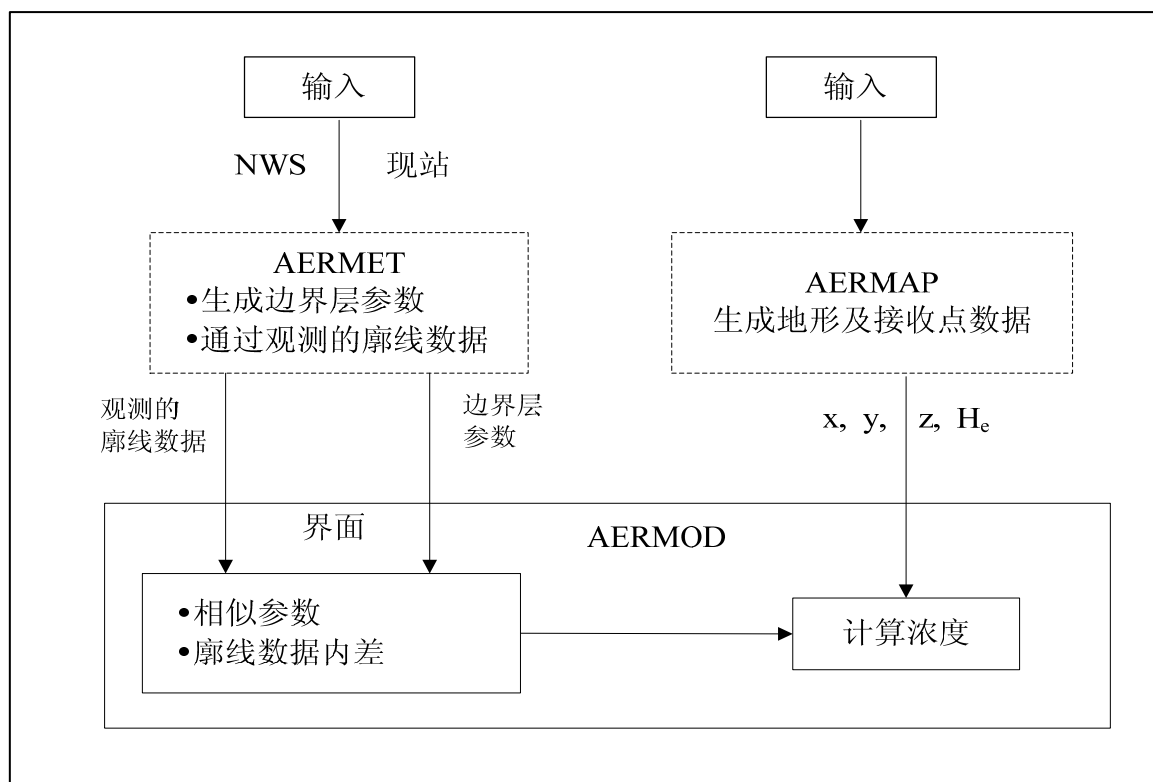 输入
输入
NWS 现站
AERMET
•生成边界层参数
•通过观测的廓线数据
AERMAP
生成地形及接收点数据
观测的
廓线数据
边界层
参数
x, y, z, Hₑ
界面
AERMOD
•相似参数
•廓线数据内差
计算浓度